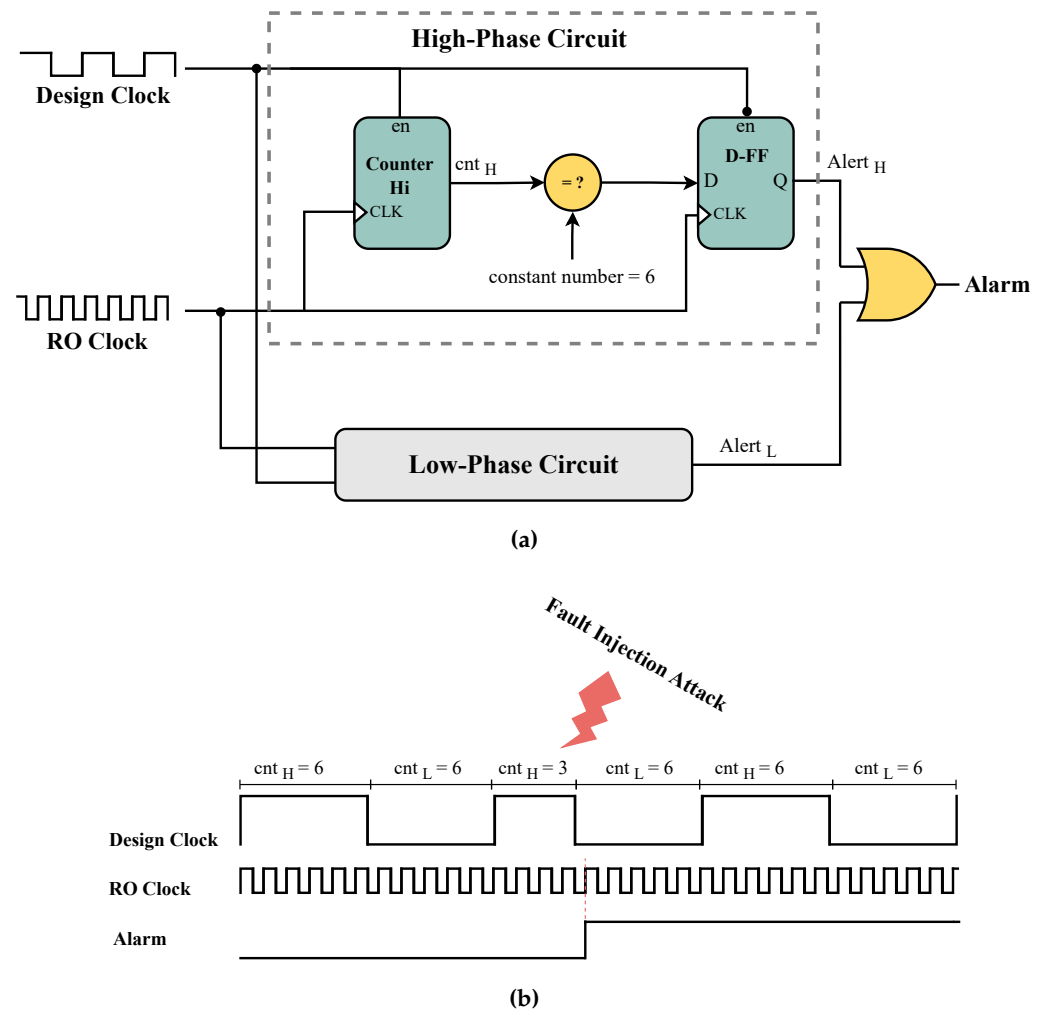 High-Phase Circuit
Design Clock
en
en
Counter
Hi
CLK
cnt H
= ?
D-FF
D
Q
CLK
Alert H
constant number = 6
Alarm
RO Clock
Low-Phase Circuit
Alert L
(a)
Fault Injection Attack
cnt H = 6
cnt L = 6
cnt H = 3
cnt L = 6
cnt H = 6
cnt L = 6
Design Clock
RO Clock
Alarm
(b)